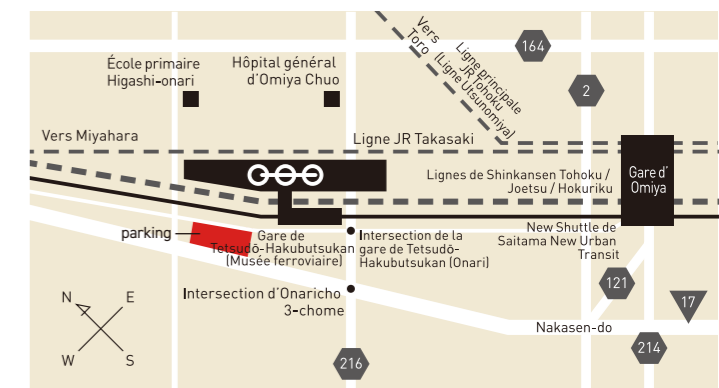 Vers
Toro
Ligne principale
JR Tohoku
(Ligne Utsunomiya)
164
2
École primaire
Higashi-onari
Hôpital général
d'Omiya Chuo
Vers Miyahara
Ligne JR Takasaki
Lignes de Shinkansen Tohoku /
Joetsu / Hokuriku
Gare d'
Omiya
parking
Gare de
Tetsudō-Hakubutsukan
(Musée ferroviaire)
Intersection de la
gare de Tetsudō-
Hakubutsukan (Onari)
New Shuttle de
Saitama New Urban
Transit
Intersection d'Onaricho
3-chome
N
E
W
S
121
17
Nakasen-do
216
214